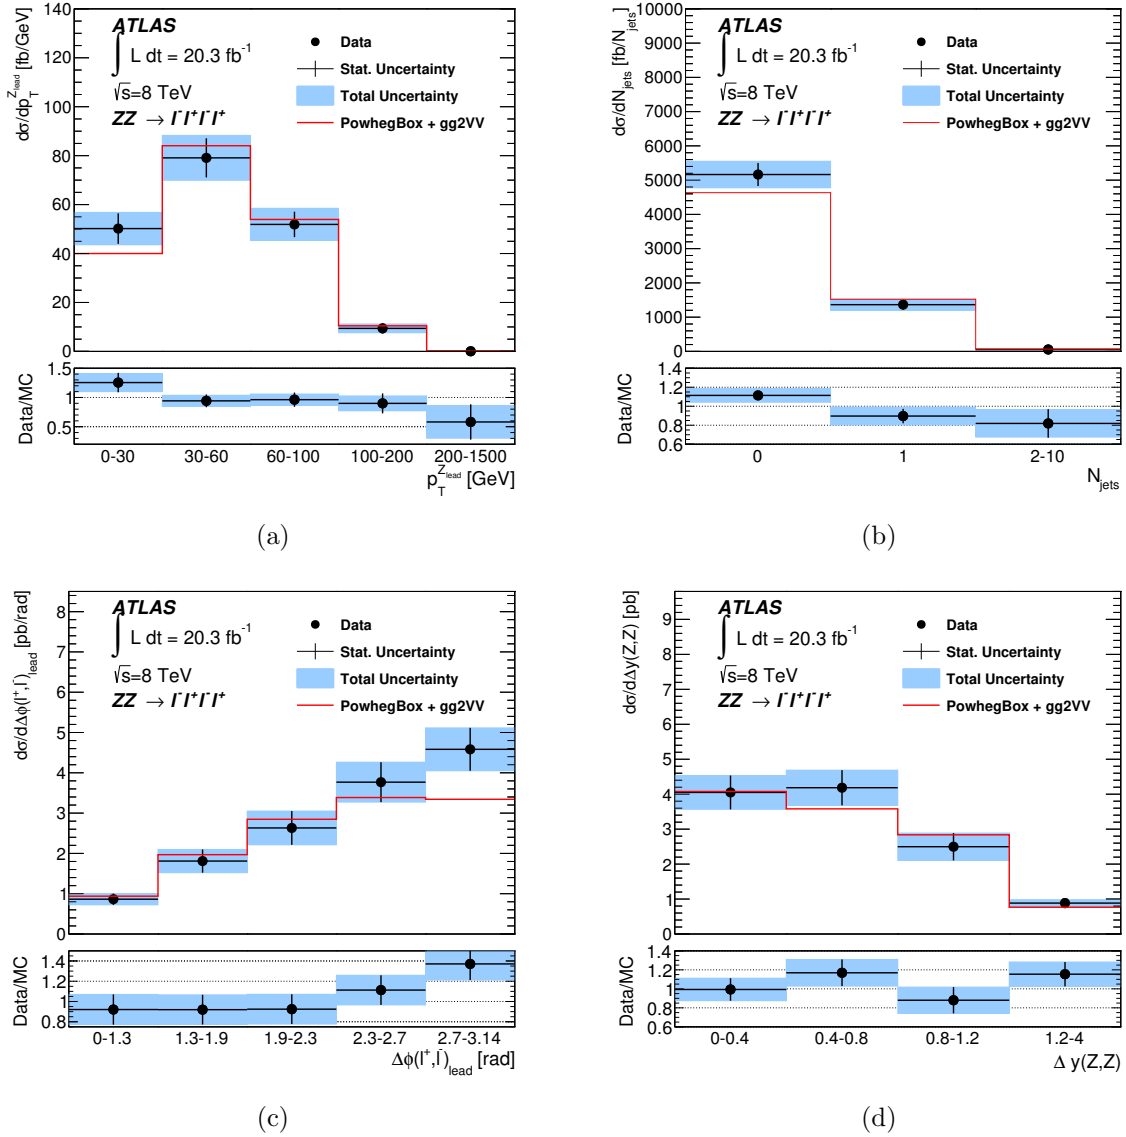 ATLAS
∫ L dt = 20.3 fb⁻¹
√s=8 TeV
ZZ → l⁻l⁺l⁻l⁺
Data
Stat. Uncertainty
Total Uncertainty
PowhegBox + gg2VV
dσ/dp_T^{Z_lead} [fb/GeV]
140
120
100
80
60
40
20
0
Data/MC
1.5
1
0.5
0-30 30-60 60-100 100-200 200-1500
p_T^{Z_lead} [GeV]
(a)
ATLAS
∫ L dt = 20.3 fb⁻¹
√s=8 TeV
ZZ → l⁻l⁺l⁻l⁺
Data
Stat. Uncertainty
Total Uncertainty
PowhegBox + gg2VV
dσ/dN_jets [fb/N_jets]
10000
9000
8000
7000
6000
5000
4000
3000
2000
1000
0
Data/MC
1.4
1.2
1
0.8
0.6
0 1 2-10
N_jets
(b)
ATLAS
∫ L dt = 20.3 fb⁻¹
√s=8 TeV
ZZ → l⁻l⁺l⁻l⁺
Data
Stat. Uncertainty
Total Uncertainty
PowhegBox + gg2VV
dσ/dΔϕ(l⁺,l⁻)_lead [pb/rad]
8
7
6
5
4
3
2
1
0
Data/MC
1.4
1.2
1
0.8
0-1.3 1.3-1.9 1.9-2.3 2.3-2.7 2.7-3.14
Δϕ(l⁺,l⁻)_lead [rad]
(c)
ATLAS
∫ L dt = 20.3 fb⁻¹
√s=8 TeV
ZZ → l⁻l⁺l⁻l⁺
Data
Stat. Uncertainty
Total Uncertainty
PowhegBox + gg2VV
dσ/dΔy(Z,Z) [pb]
9
8
7
6
5
4
3
2
1
0
Data/MC
1.4
1.2
1
0.8
0.6
0-0.4 0.4-0.8 0.8-1.2 1.2-4
Δ y(Z,Z)
(d)